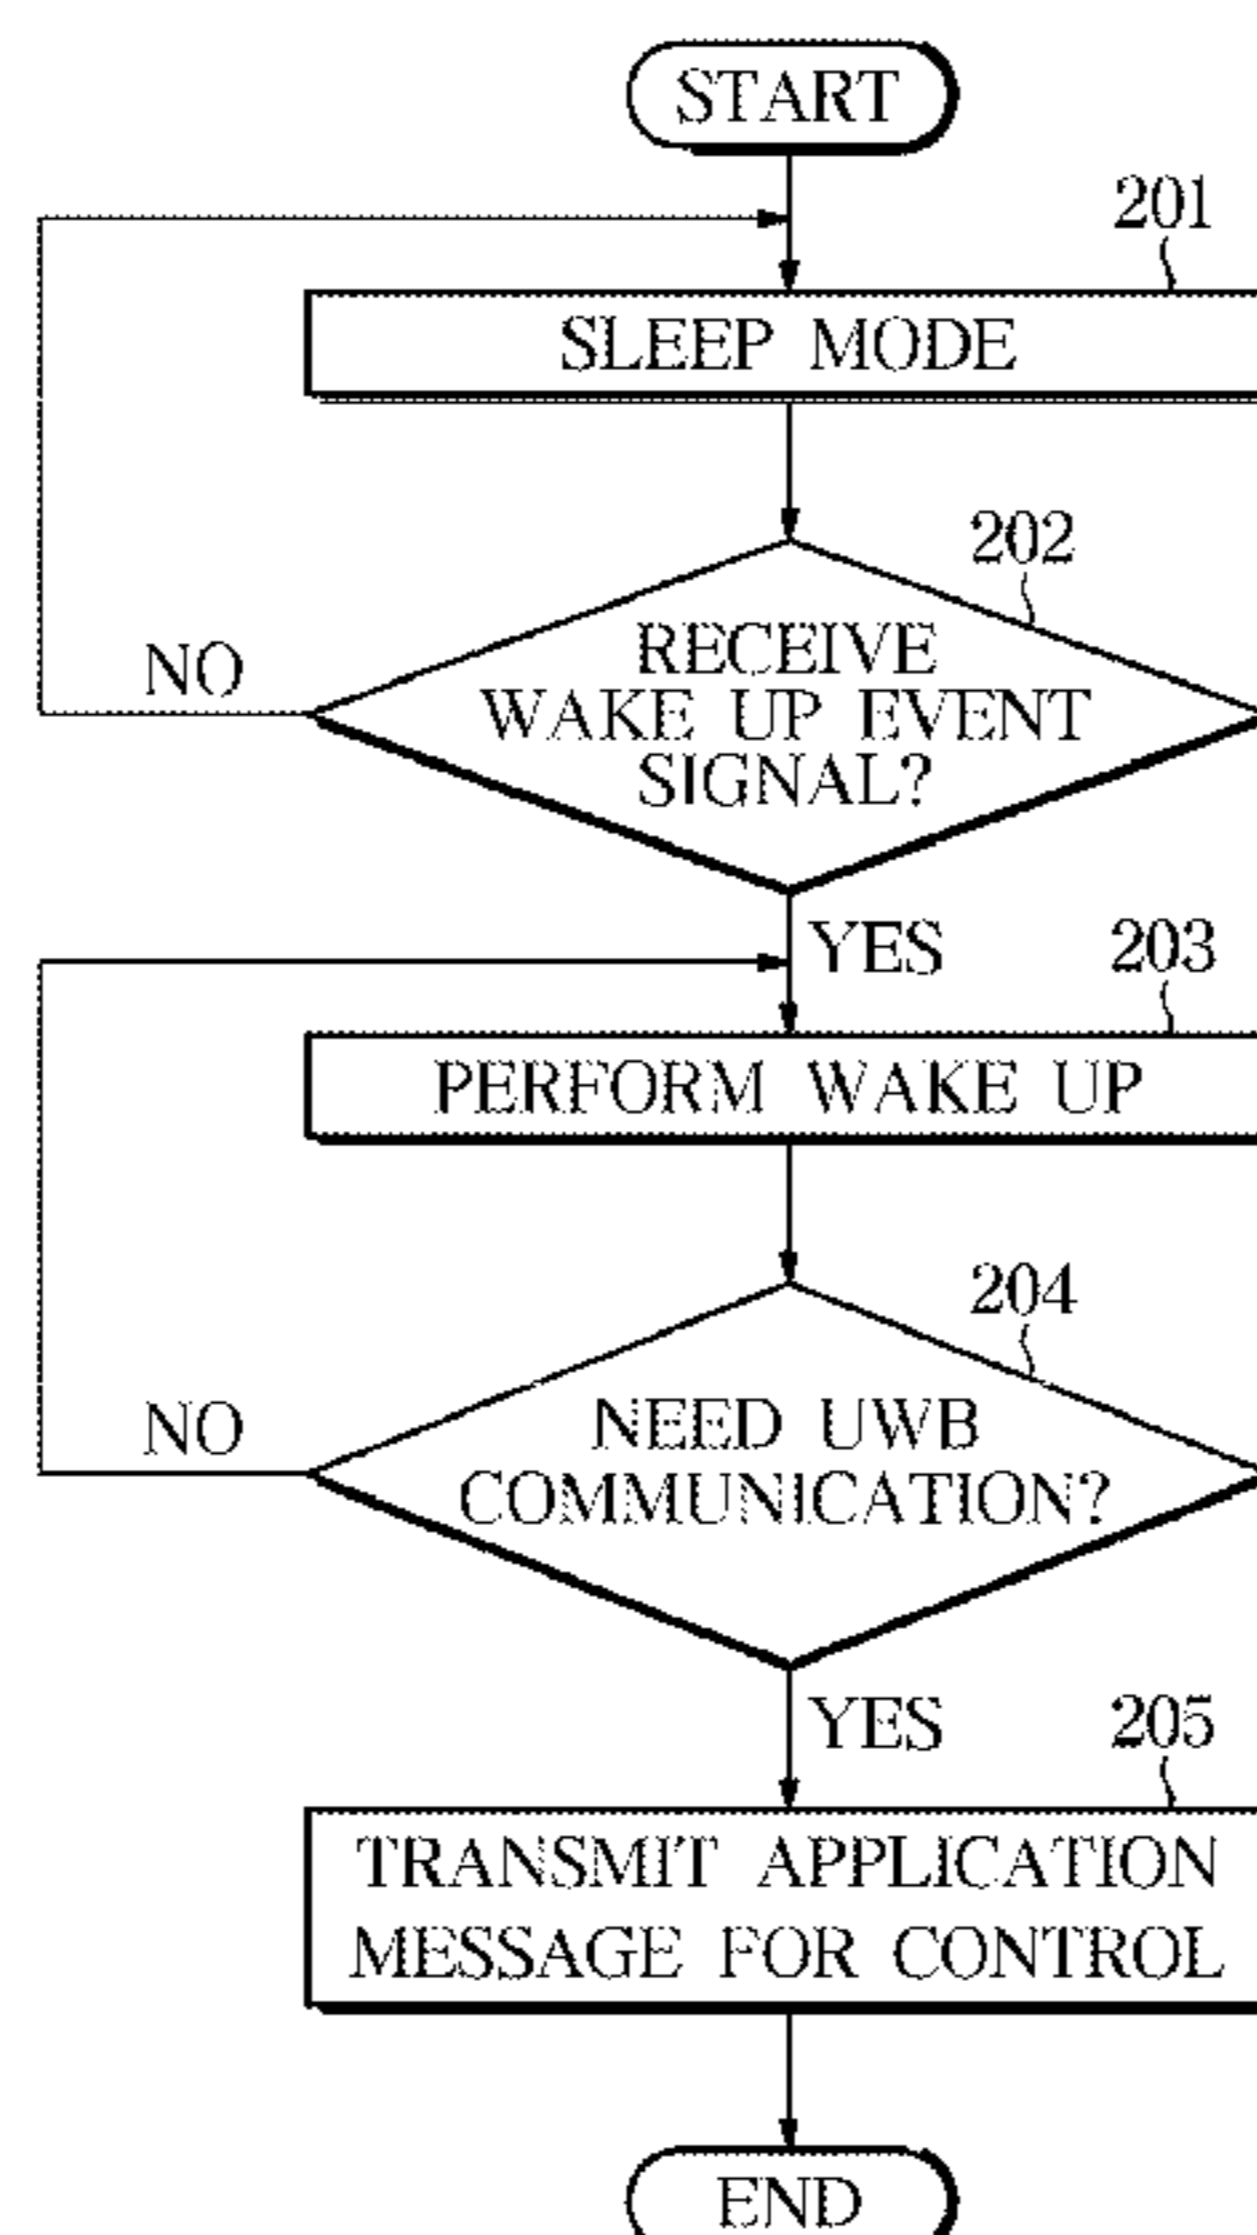 START
201
SLEEP MODE
202
RECEIVE
WAKE UP EVENT
SIGNAL?
NO
YES
203
PERFORM WAKE UP
204
NEED UWB
COMMUNICATION?
NO
YES
205
TRANSMIT APPLICATION
MESSAGE FOR CONTROL
END